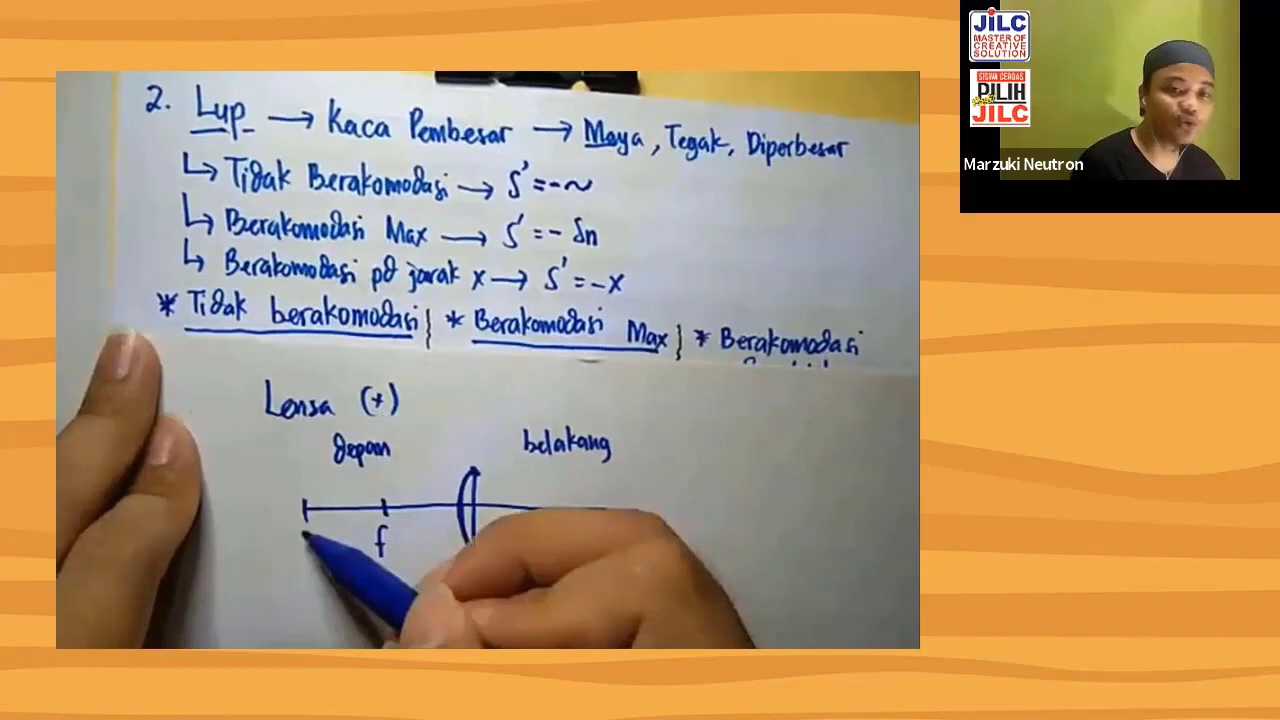 2. Lup → Kaca Pembesar → Maya, Tegak, Diperbesar
↳ Tidak Berakomodasi → S' = -~
↳ Berakomodasi Max → S' = - Sn
↳ Berakomodasi pd jarak x → S' = -x
* Tidak berakomodasi } * Berakomodasi Max } * Berakomodasi
Lensa (+)
depan belakang
f
JILC
MASTER OF
CREATIVE
SOLUTION
SISWA CERDAS
PILIH
JILC
Marzuki Neutron